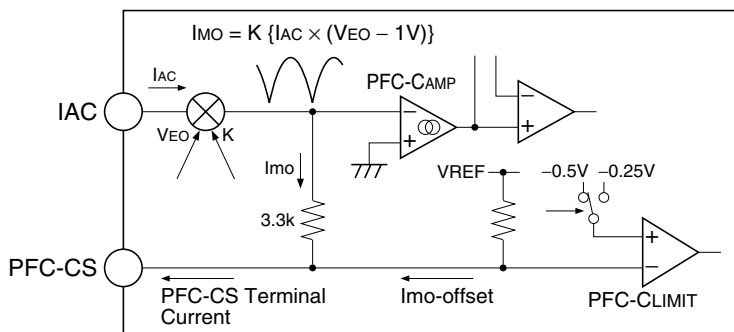 IMO = K {IAC × (VEO – 1V)}
IAC
PFC-CAMP
IAC
VEO
K
–
+
–
+
Imo
VREF
–0.5V
–0.25V
3.3k
+
–
PFC-CS
PFC-CS Terminal
Current
Imo-offset
PFC-CLIMIT